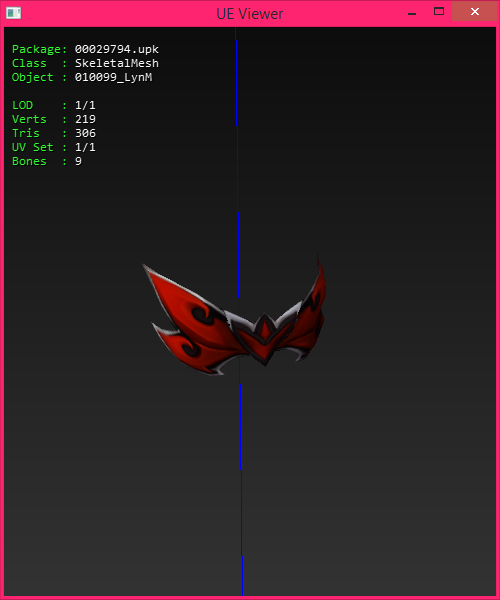 UE Viewer
Package: 00029794.upk
Class  : SkeletalMesh
Object : 010099_LynM
LOD    : 1/1
Verts  : 219
Tris   : 306
UV Set : 1/1
Bones  : 9